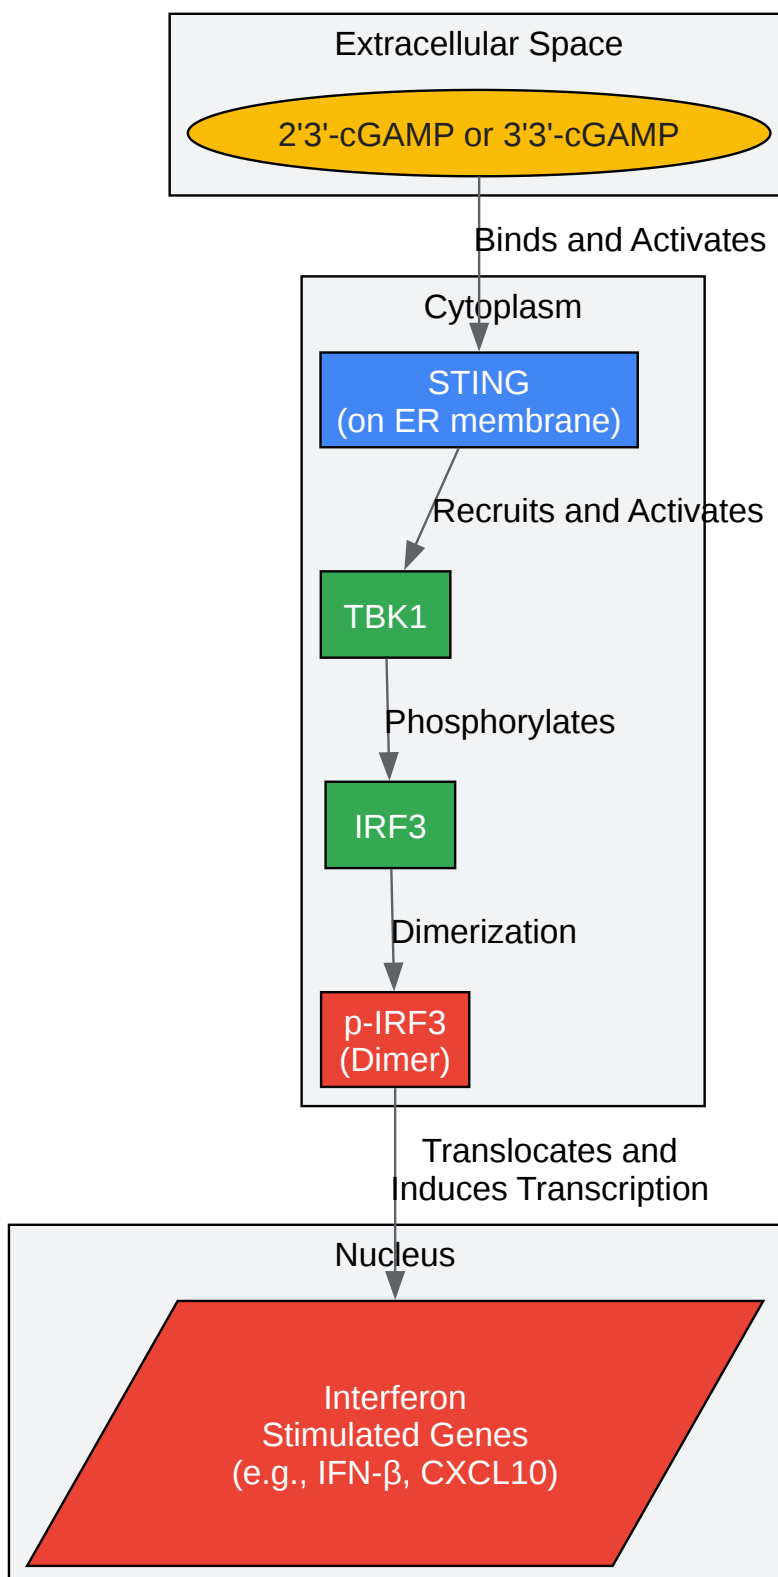 Extracellular Space
2'3'-cGAMP or 3'3'-cGAMP
Binds and Activates
Cytoplasm
STING
(on ER membrane)
Recruits and Activates
TBK1
Phosphorylates
IRF3
Dimerization
p-IRF3
(Dimer)
Translocates and
Induces Transcription
Nucleus
Interferon
Stimulated Genes
(e.g., IFN-β, CXCL10)